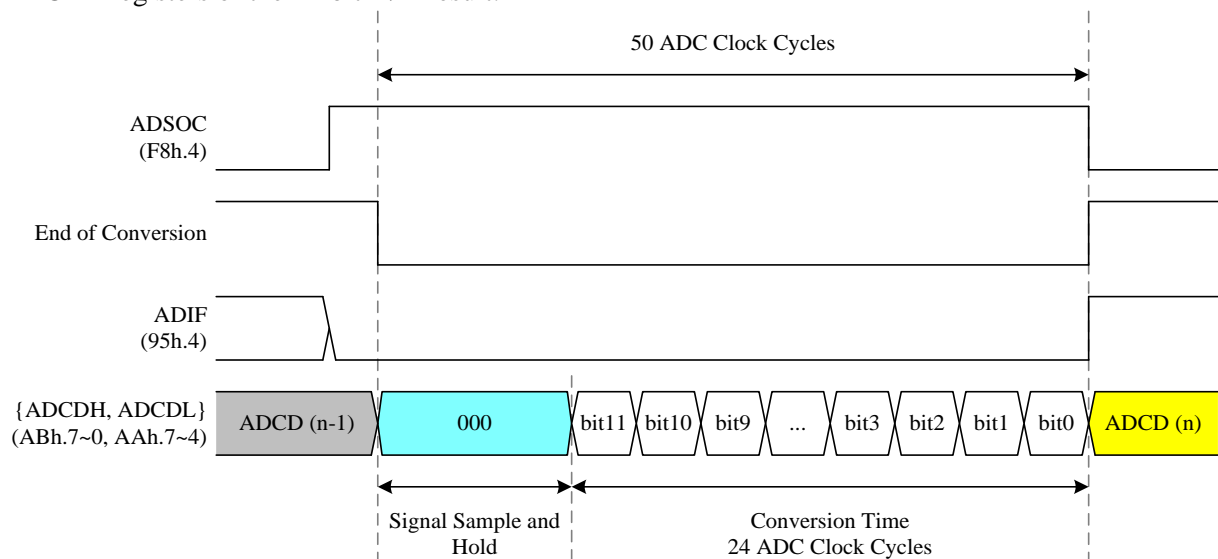 50 ADC Clock Cycles
ADSOC
(F8h.4)
End of Conversion
ADIF
(95h.4)
{ADCDH, ADCDL}
(ABh.7~0, AAh.7~4)
ADCD (n-1)
000
bit11
bit10
bit9
...
bit3
bit2
bit1
bit0
ADCD (n)
Signal Sample and
Hold
Conversion Time
24 ADC Clock Cycles